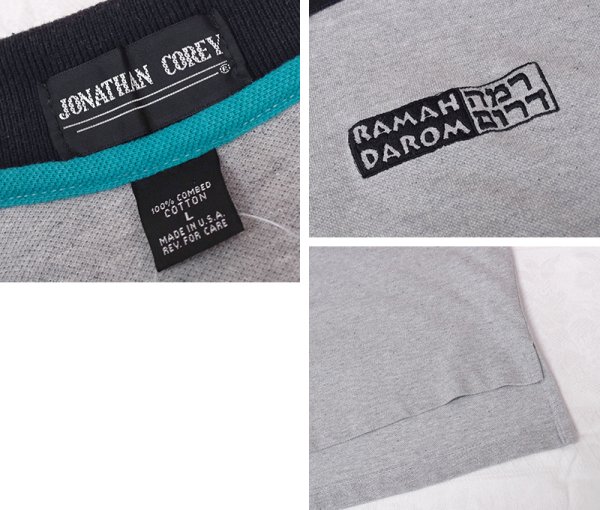 JONATHAN COREY
®
100% COMBED
COTTON
L
MADE IN U.S.A.
REV. FOR CARE
RAMAH רמה
DAROM דרום